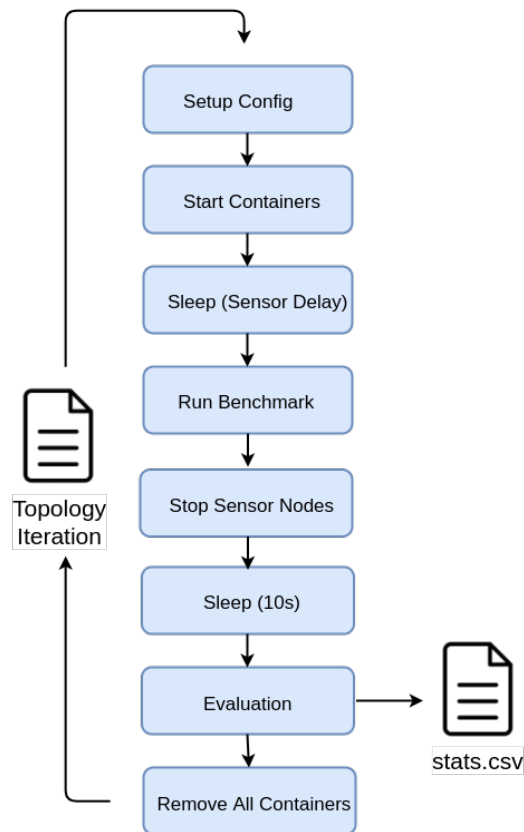 Setup Config
Start Containers
Sleep (Sensor Delay)
Run Benchmark
Topology
Iteration
Stop Sensor Nodes
Sleep (10s)
Evaluation
stats.csv
Remove All Containers